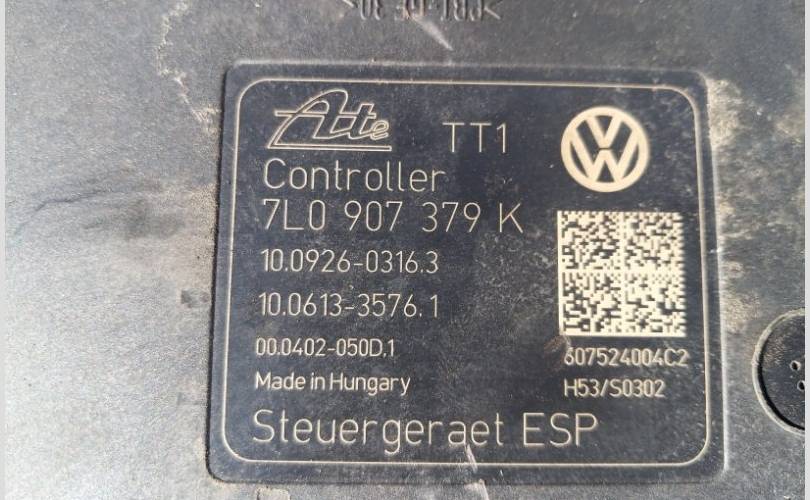 Ate TT1
Controller
7L0 907 379 K
10.0926-0316.3
10.0613-3576.1
00.0402-050D.1
607524004C2
Made in Hungary
H53/S0302
Steuergeraet ESP